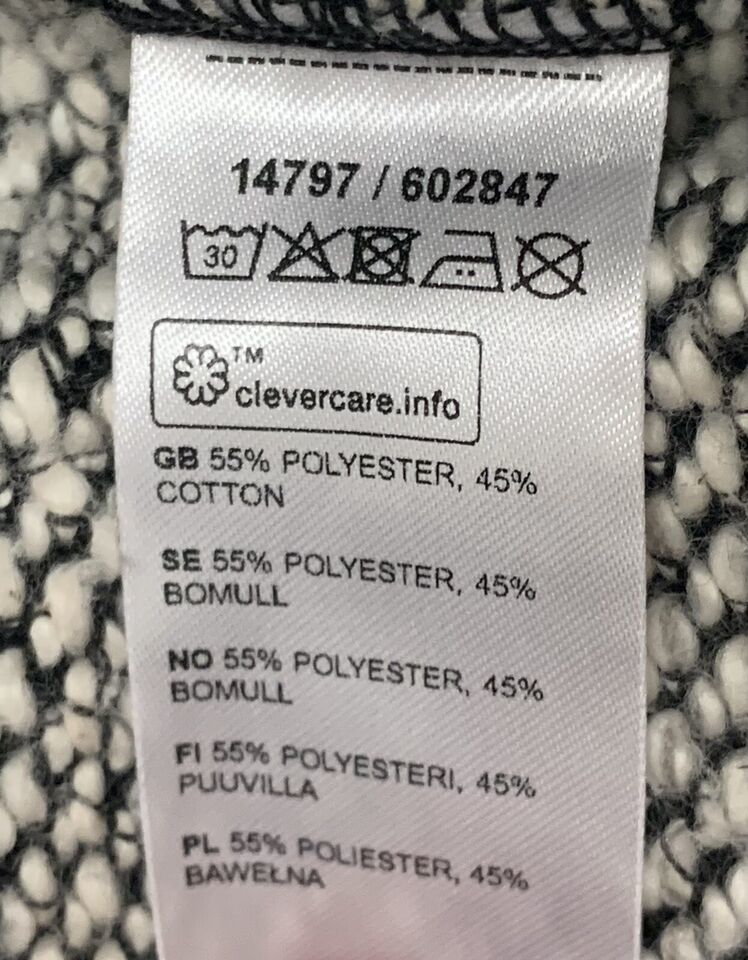 14797 / 602847
30
TM
clevercare.info
GB 55% POLYESTER, 45%
COTTON
SE 55% POLYESTER, 45%
BOMULL
NO 55% POLYESTER, 45%
BOMULL
FI 55% POLYESTERI, 45%
PUUVILLA
PL 55% POLIESTER, 45%
BAWEŁNA